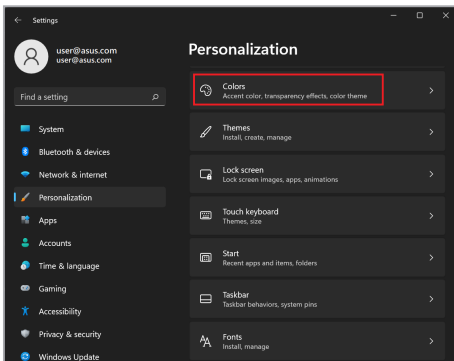 Settings
user@asus.com
user@asus.com
Find a setting
System
Bluetooth & devices
Network & internet
Personalization
Apps
Accounts
Time & language
Gaming
Accessibility
Privacy & security
Windows Update
Personalization
Colors
Accent color, transparency effects, color theme
Themes
Install, create, manage
Lock screen
Lock screen images, apps, animations
Touch keyboard
Themes, size
Start
Recent apps and items, folders
Taskbar
Taskbar behaviors, system pins
Fonts
Install, manage